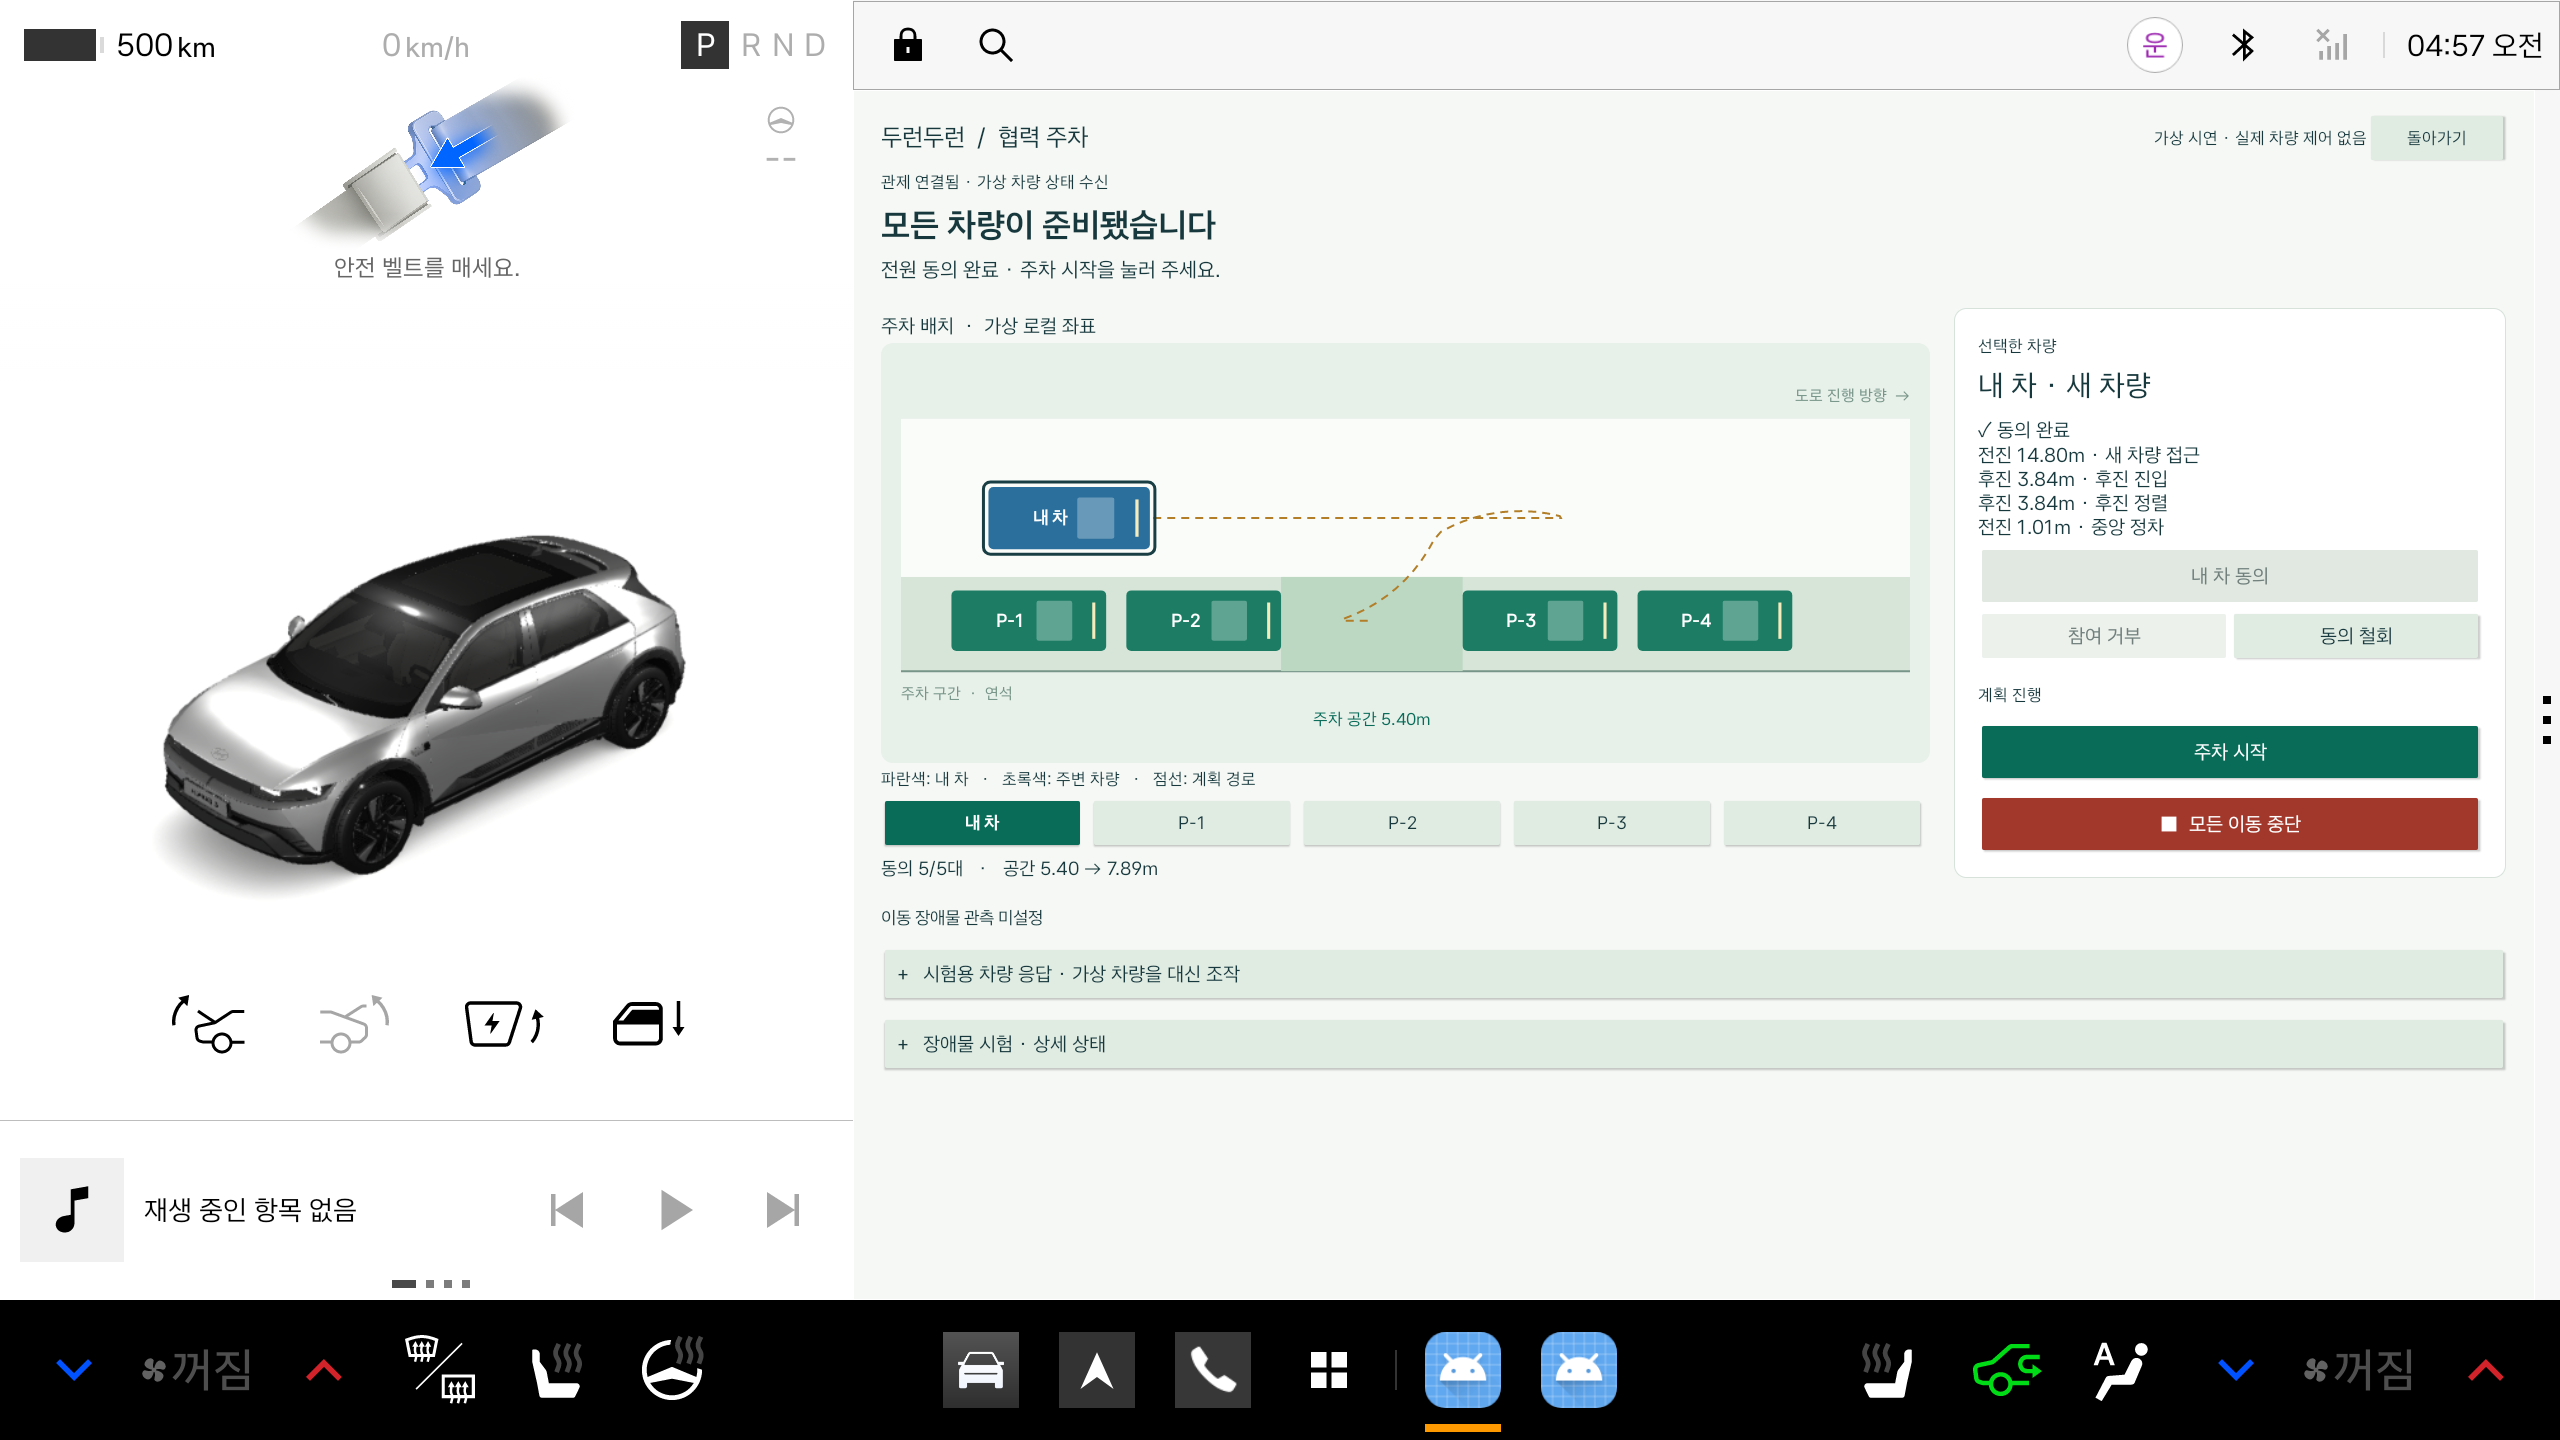 500 km
0 km/h
P R N D
안전 벨트를 매세요.
재생 중인 항목 없음
운
04:57 오전
두런두런 / 협력 주차
가상 시연 · 실제 차량 제어 없음
돌아가기
관제 연결됨 · 가상 차량 상태 수신
모든 차량이 준비됐습니다
전원 동의 완료 · 주차 시작을 눌러 주세요.
주차 배치 · 가상 로컬 좌표
도로 진행 방향 →
내 차
P-1
P-2
P-3
P-4
주차 구간 · 연석
주차 공간 5.40m
파란색: 내 차 · 초록색: 주변 차량 · 점선: 계획 경로
내 차
P-1
P-2
P-3
P-4
동의 5/5대 · 공간 5.40 → 7.89m
선택한 차량
내 차 · 새 차량
✓ 동의 완료
전진 14.80m · 새 차량 접근
후진 3.84m · 후진 진입
후진 3.84m · 후진 정렬
전진 1.01m · 중앙 정차
내 차 동의
참여 거부
동의 철회
계획 진행
주차 시작
■ 모든 이동 중단
이동 장애물 관측 미설정
+ 시험용 차량 응답 · 가상 차량을 대신 조작
+ 장애물 시험 · 상세 상태
꺼짐
A
꺼짐